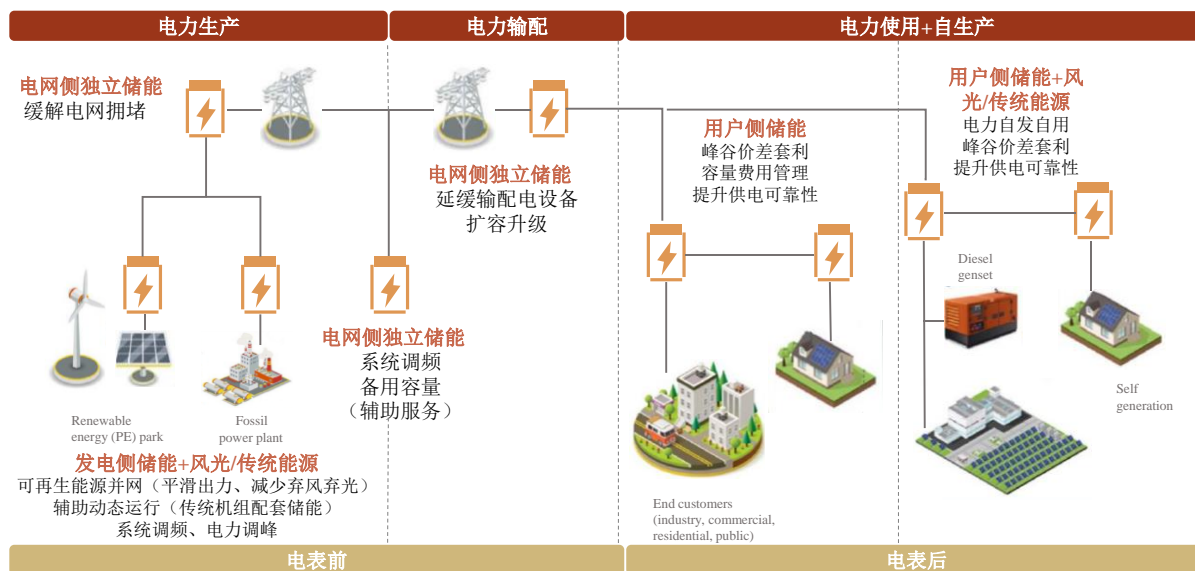 电力生产
电力输配
电力使用+自生产
电网侧独立储能
缓解电网拥堵
电网侧独立储能
延缓输配电设备
扩容升级
用户侧储能
峰谷价差套利
容量费用管理
提升供电可靠性
用户侧储能+风
光/传统能源
电力自发自用
峰谷价差套利
提升供电可靠性
Diesel
genset
电网侧独立储能
系统调频
备用容量
（辅助服务）
Renewable
energy (PE) park
Fossil
power plant
Self
generation
发电侧储能+风光/传统能源
可再生能源并网（平滑出力、减少弃风弃光）
辅助动态运行（传统机组配套储能）
系统调频、电力调峰
End customers
(industry, commercial,
residential, public)
电表前
电表后